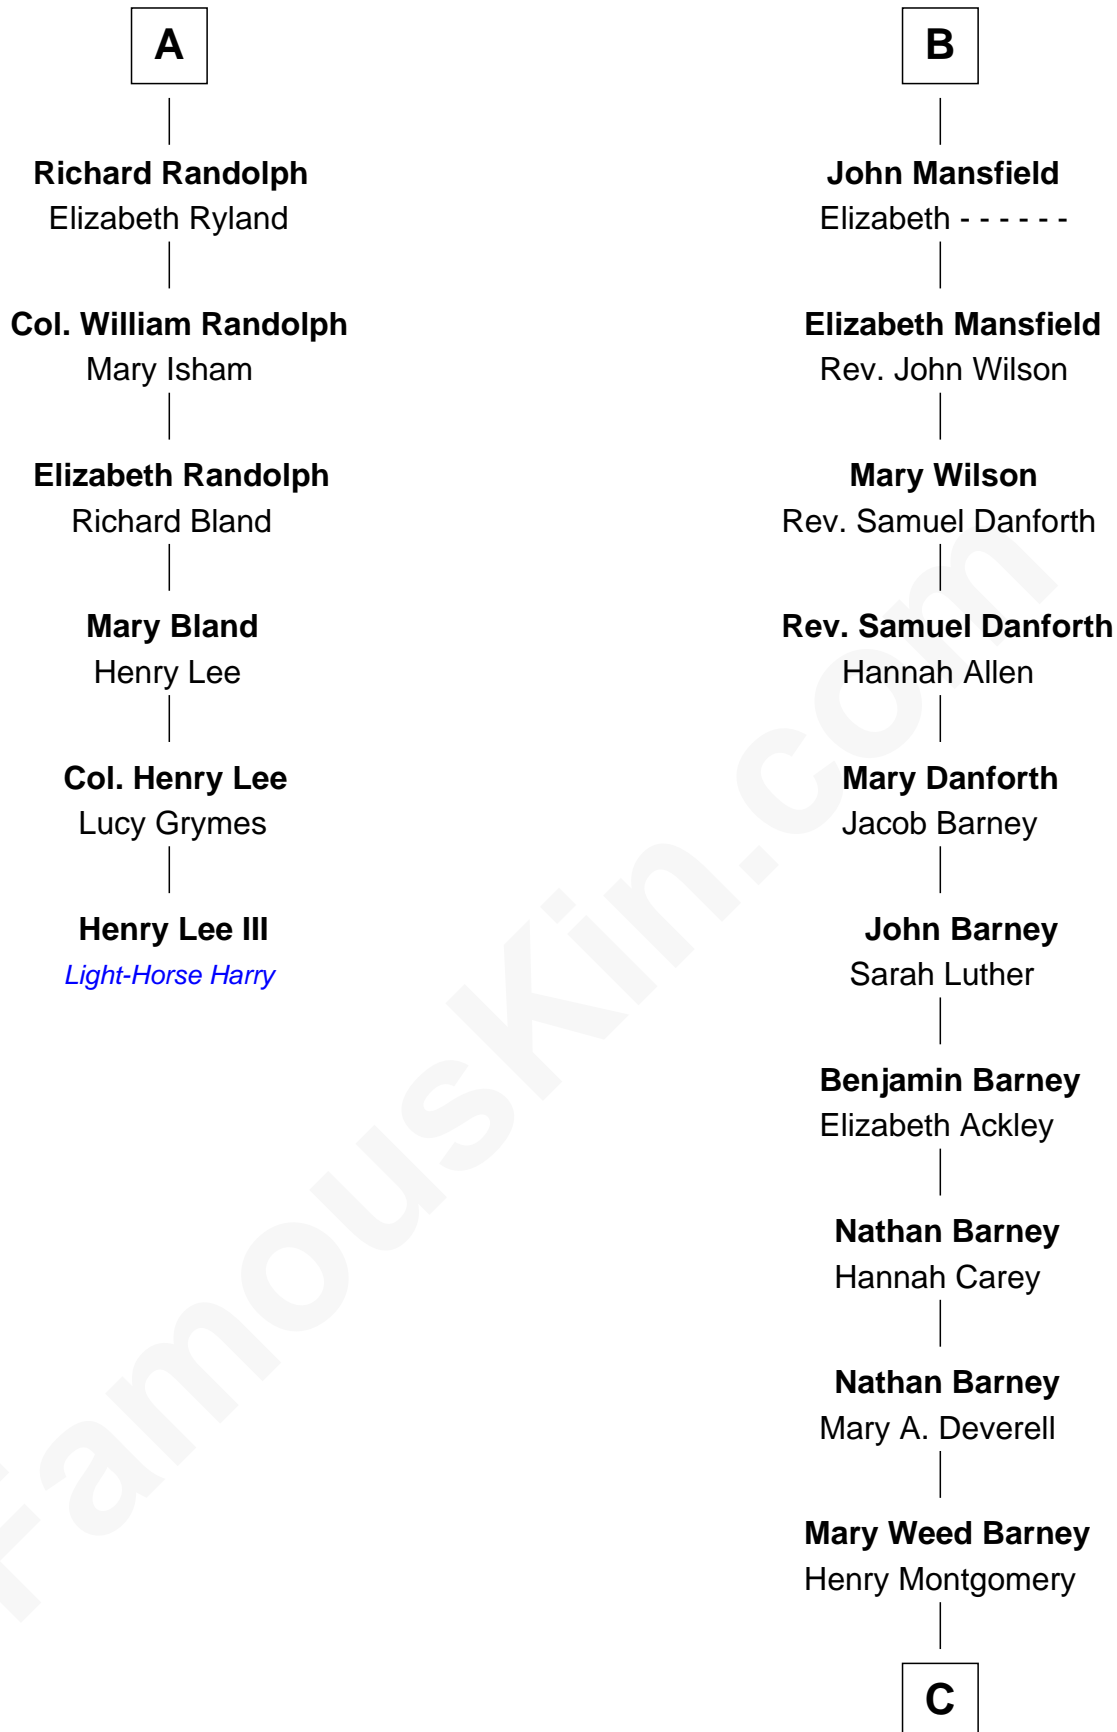 A
Richard Randolph
Elizabeth Ryland
Col. William Randolph
Mary Isham
Elizabeth Randolph
Richard Bland
Mary Bland
Henry Lee
Col. Henry Lee
Lucy Grymes
Henry Lee III
Light-Horse Harry
B
John Mansfield
Elizabeth - - - - - -
Elizabeth Mansfield
Rev. John Wilson
Mary Wilson
Rev. Samuel Danforth
Rev. Samuel Danforth
Hannah Allen
Mary Danforth
Jacob Barney
John Barney
Sarah Luther
Benjamin Barney
Elizabeth Ackley
Nathan Barney
Hannah Carey
Nathan Barney
Mary A. Deverell
Mary Weed Barney
Henry Montgomery
C
FamousKin.com